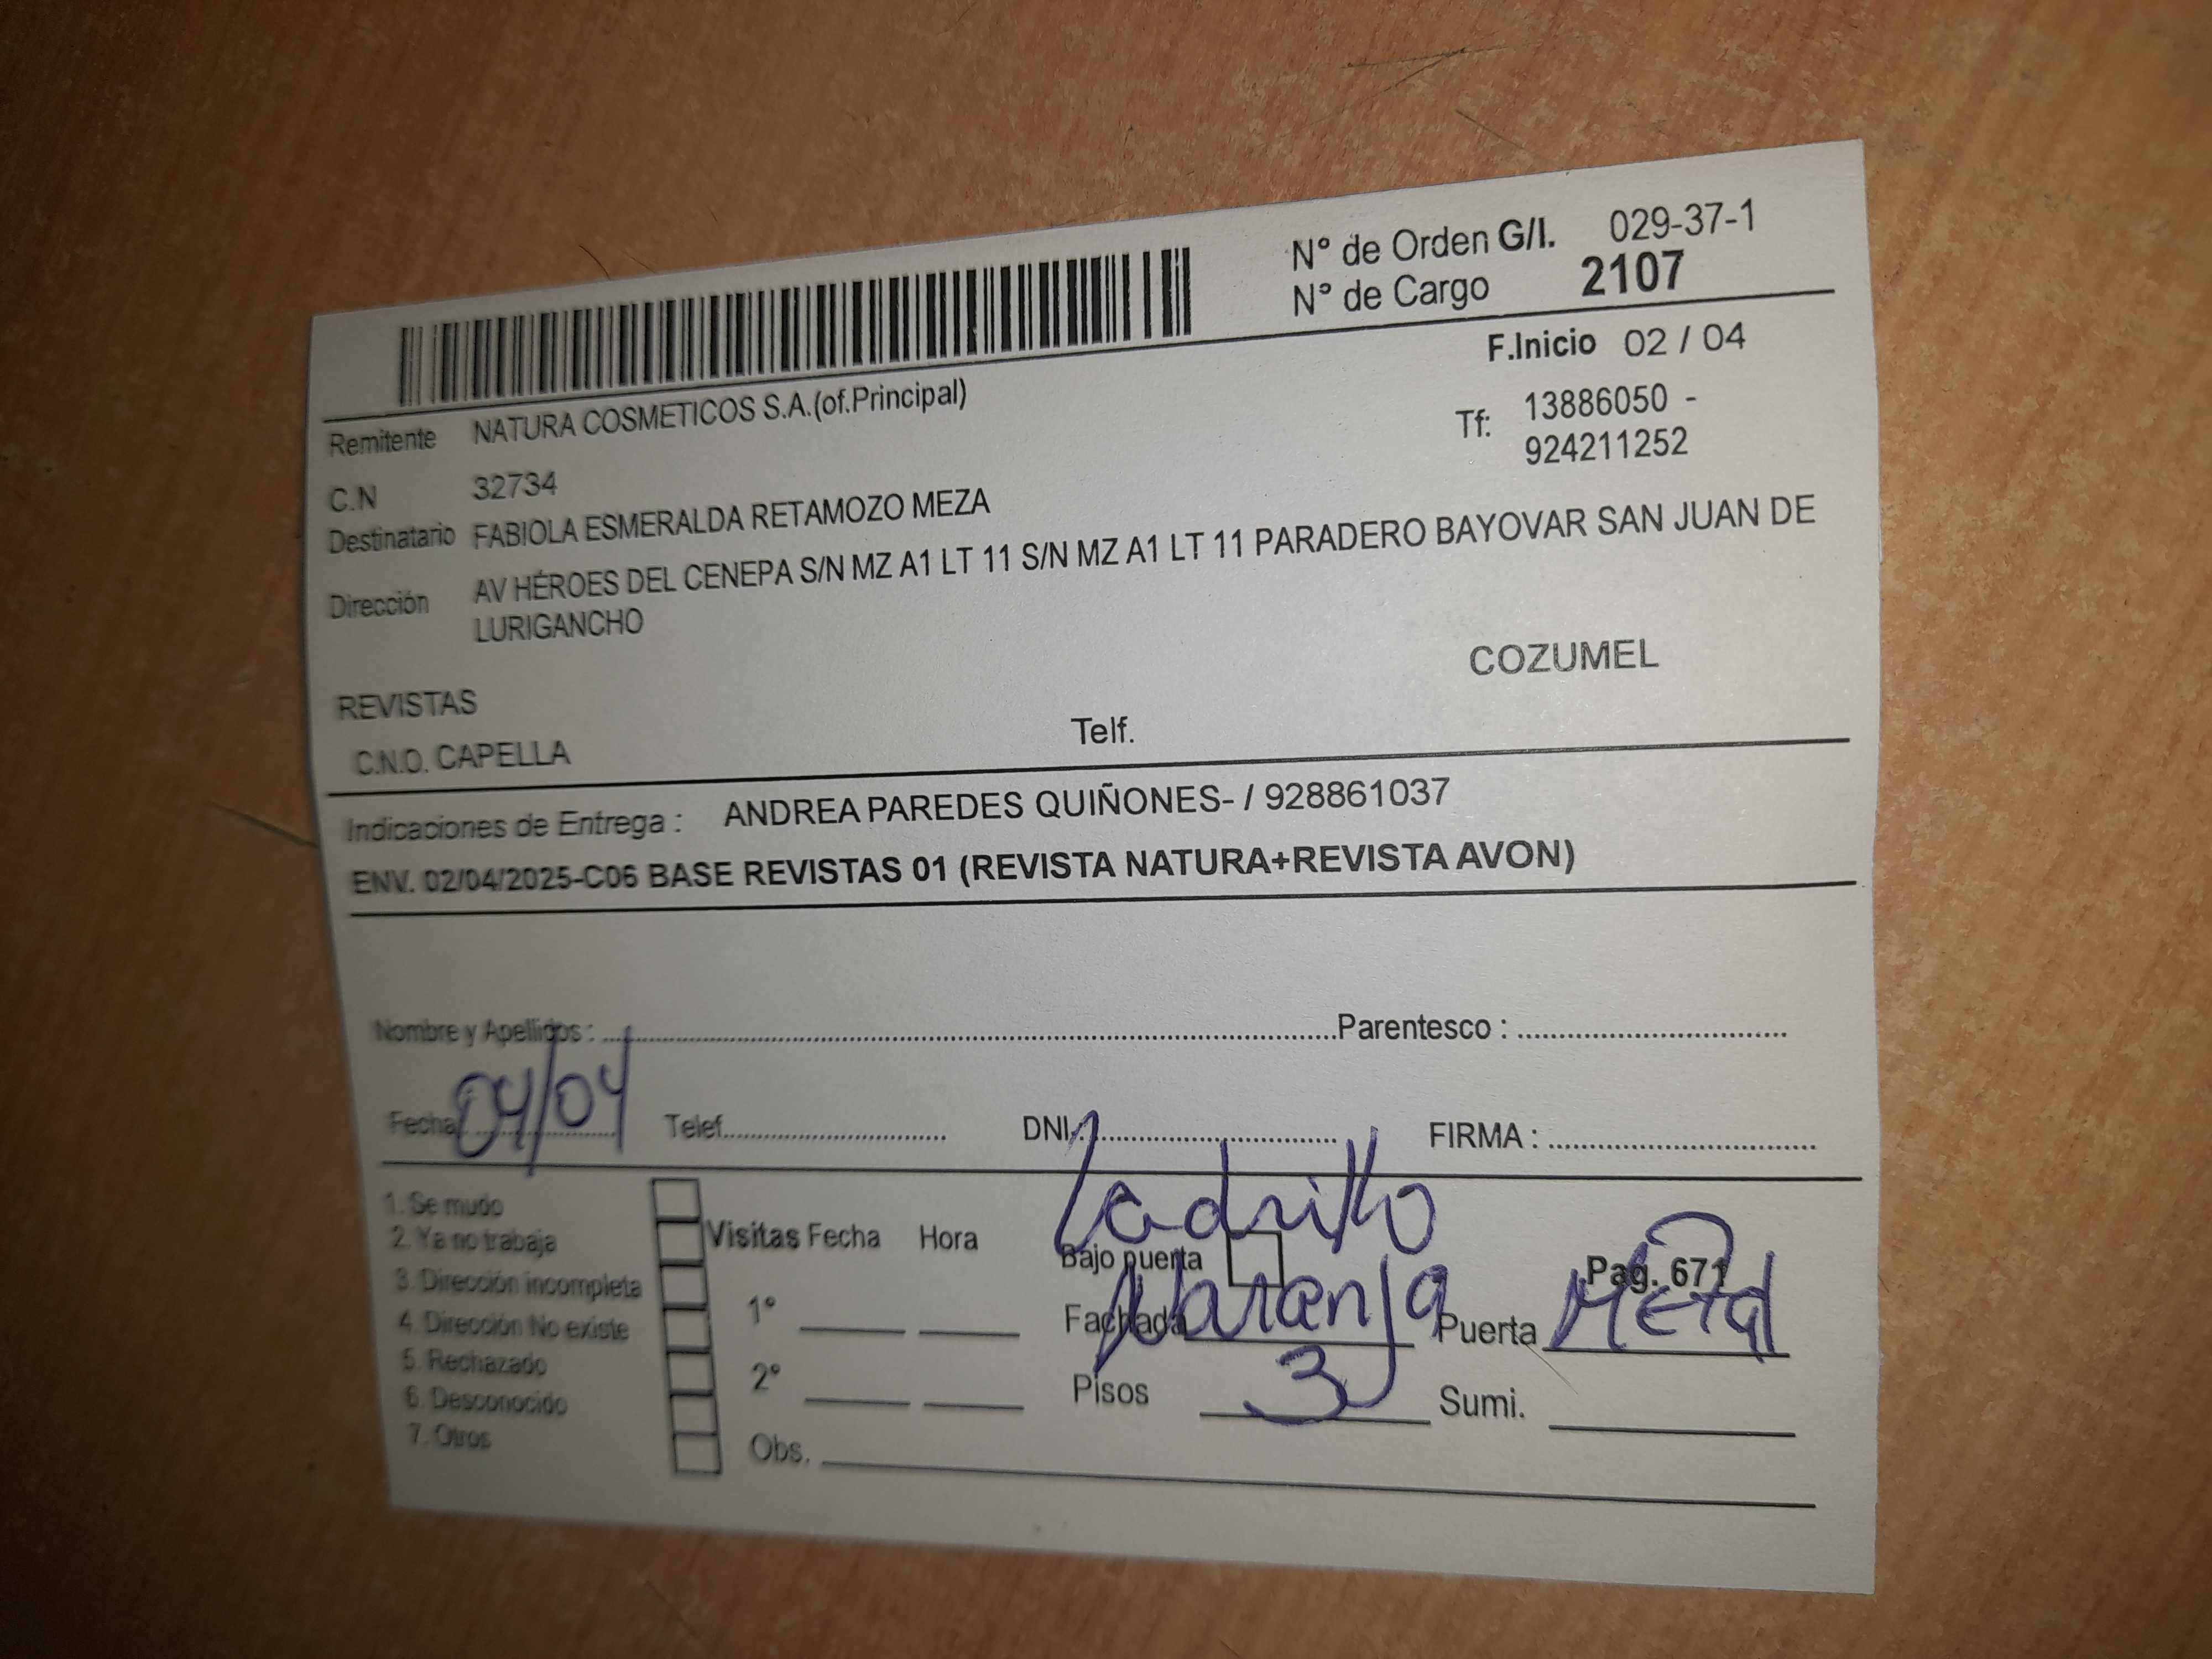 N° de Orden G/I. 029-37-1
N° de Cargo 2107
F.Inicio 02 / 04
Remitente NATURA COSMETICOS S.A.(of.Principal)
Tf: 13886050 -
924211252
C.N 32734
Destinatario FABIOLA ESMERALDA RETAMOZO MEZA
Dirección AV HÉROES DEL CENEPA S/N MZ A1 LT 11 S/N MZ A1 LT 11 PARADERO BAYOVAR SAN JUAN DE
LURIGANCHO
COZUMEL
REVISTAS
C.N.O. CAPELLA Telf.
Indicaciones de Entrega : ANDREA PAREDES QUIÑONES- / 928861037
ENV. 02/04/2025-C06 BASE REVISTAS 01 (REVISTA NATURA+REVISTA AVON)
Nombre y Apellidos : Parentesco :
Fecha 04/04 Telef. DNI FIRMA :
Ladrillo
1. Se mudo
2. Ya no trabaja
3. Dirección incompleta
4. Dirección No existe
5. Rechazado
6. Desconocido
7. Otros
Visitas Fecha Hora
1°
2°
Obs.
Bajo puerta Pag. 671
Fachada Naranja Puerta Metal
Pisos 3 Sumi.